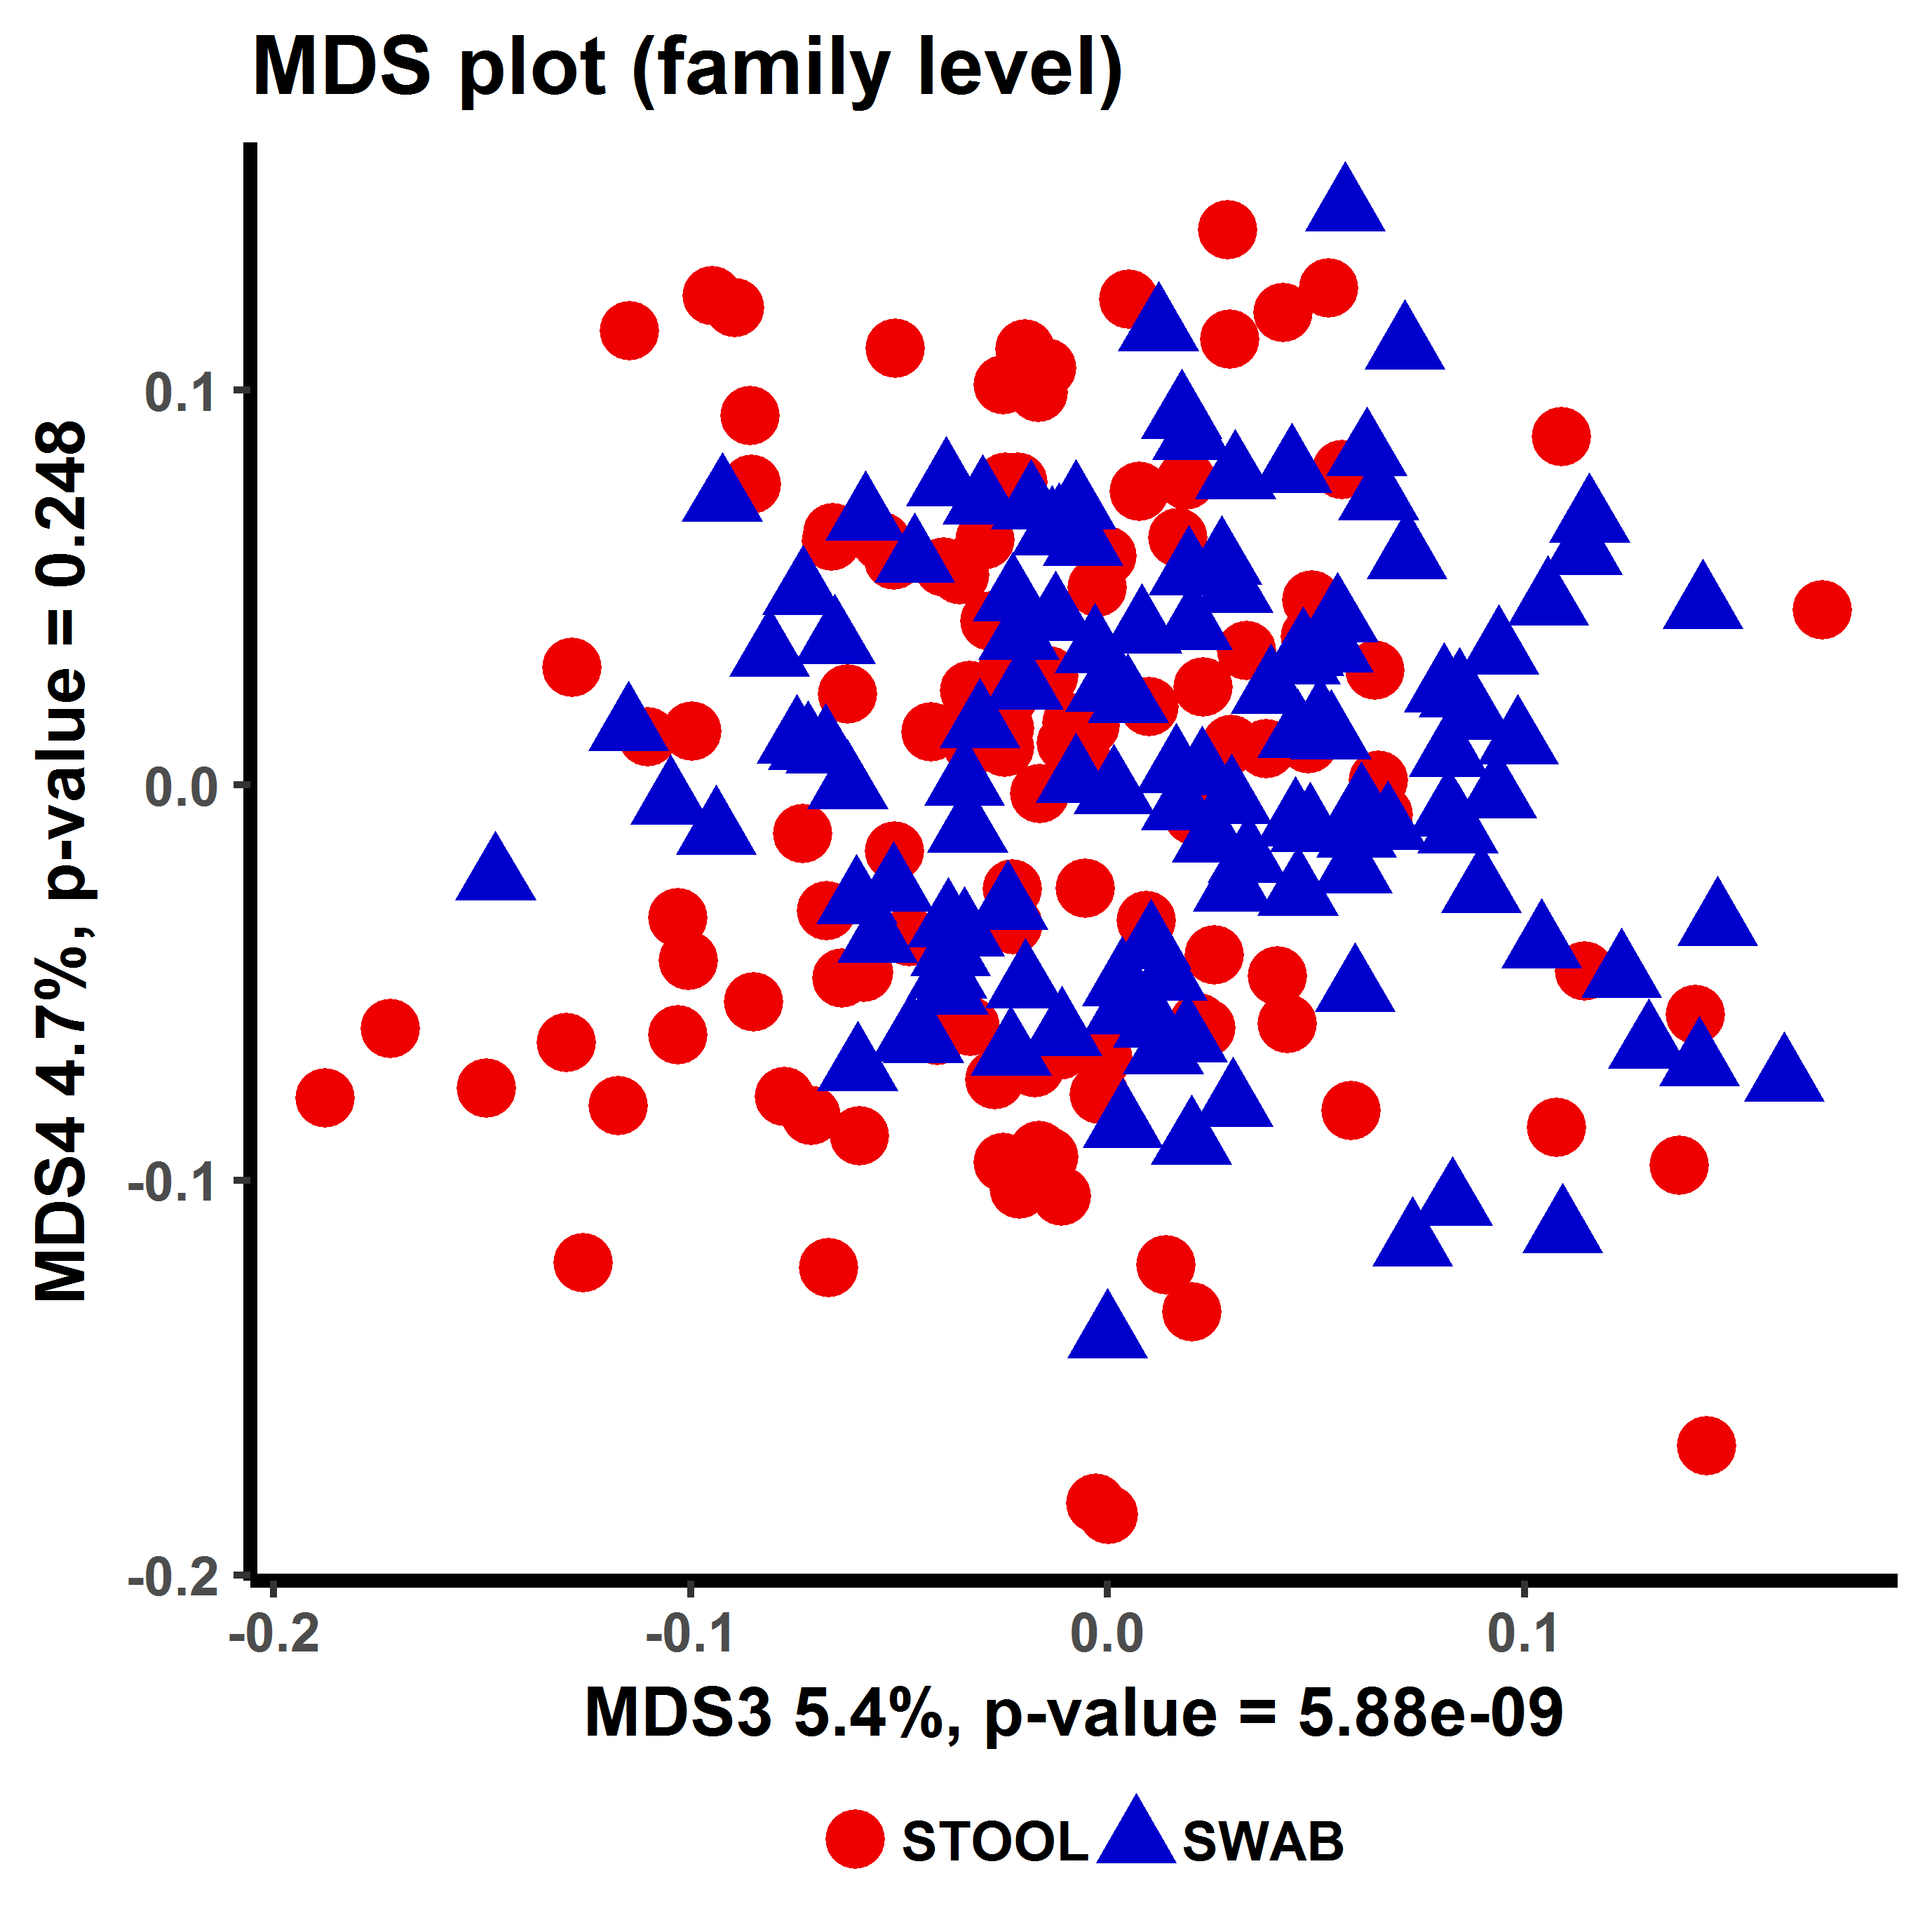 MDS plot (family level)
MDS4 4.7%, p-value = 0.248
0.1
0.0
-0.1
-0.2
-0.2 -0.1 0.0 0.1
MDS3 5.4%, p-value = 5.88e-09
STOOL SWAB